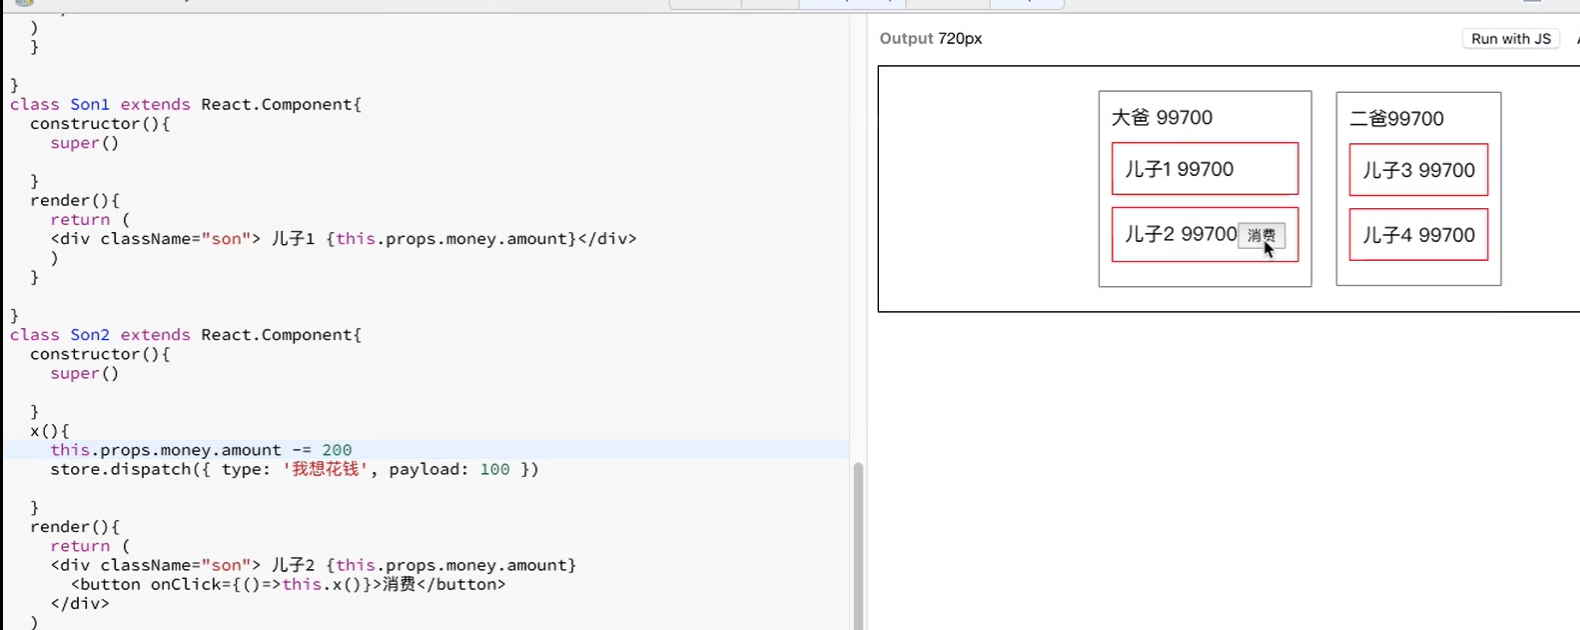 )
}
}
class Son1 extends React.Component{
constructor(){
super()
}
render(){
return (
<div className="son"> 儿子1 {this.props.money.amount}</div>
)
}
}
class Son2 extends React.Component{
constructor(){
super()
}
x(){
this.props.money.amount -= 200
store.dispatch({ type: '我想花钱', payload: 100 })
}
render(){
return (
<div className="son"> 儿子2 {this.props.money.amount}
<button onClick={()=>this.x()}>消费</button>
</div>
)
Output 720px
Run with JS
大爸 99700
儿子1 99700
儿子2 99700 消费
二爸99700
儿子3 99700
儿子4 99700